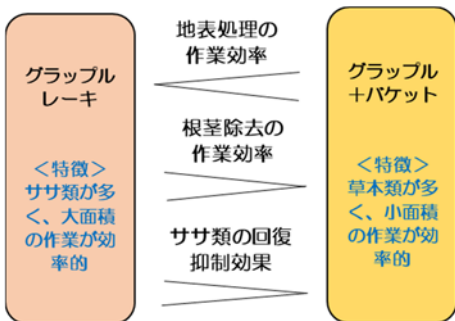 グラップル
レーキ
＜特徴＞
ササ類が多
く、大面積
の作業が効
率的
地表処理の
作業効率
根茎除去の
作業効率
ササ類の回復
抑制効果
グラップル
＋バケット
＜特徴＞
草本類が多
く、小面積
の作業が効
率的